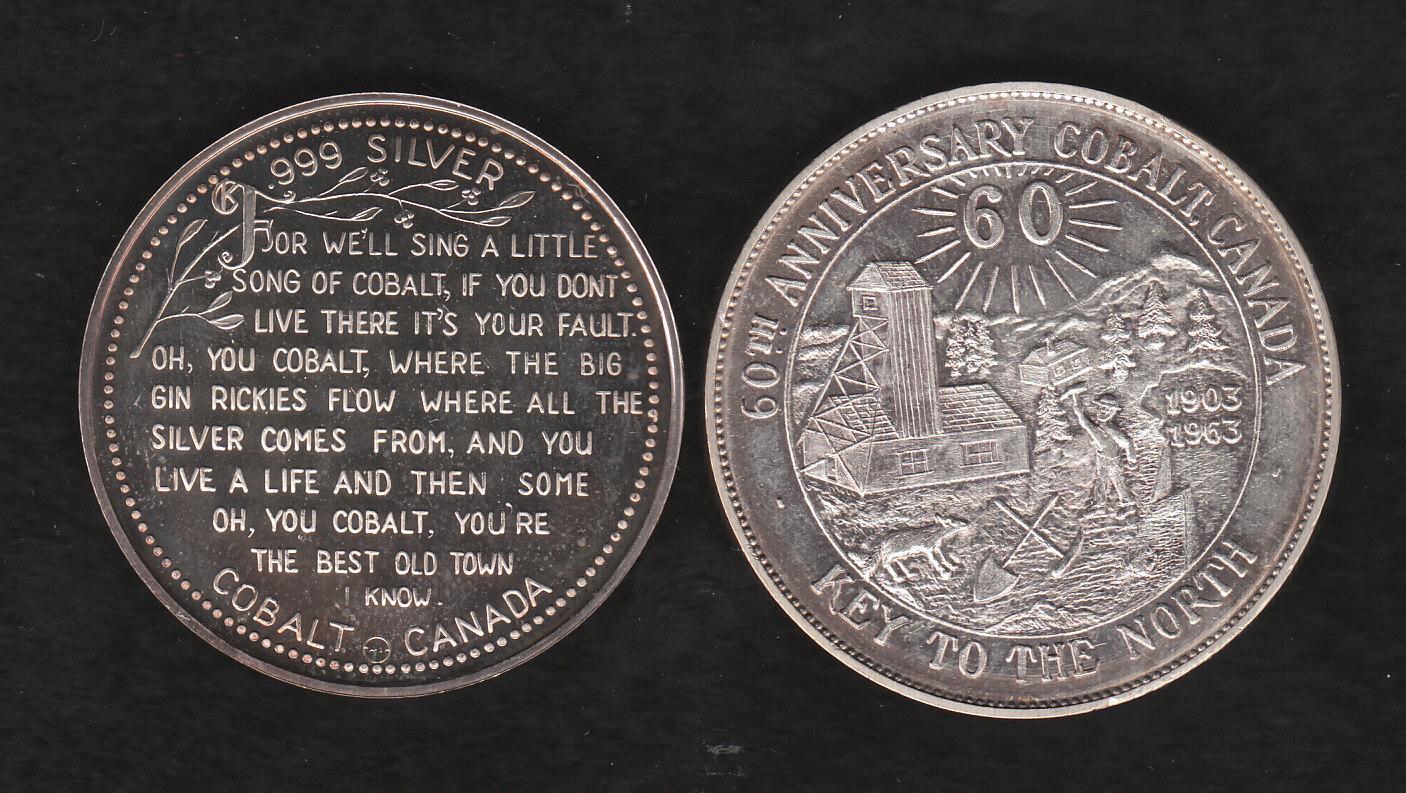 .999 SILVER
FOR WE'LL SING A LITTLE
SONG OF COBALT, IF YOU DONT
LIVE THERE IT'S YOUR FAULT.
OH, YOU COBALT, WHERE THE BIG
GIN RICKIES FLOW WHERE ALL THE
SILVER COMES FROM, AND YOU
LIVE A LIFE AND THEN SOME
OH, YOU COBALT, YOU'RE
THE BEST OLD TOWN
I KNOW.
COBALT CANADA
60TH ANNIVERSARY COBALT, CANADA
60
1903
1963
KEY TO THE NORTH